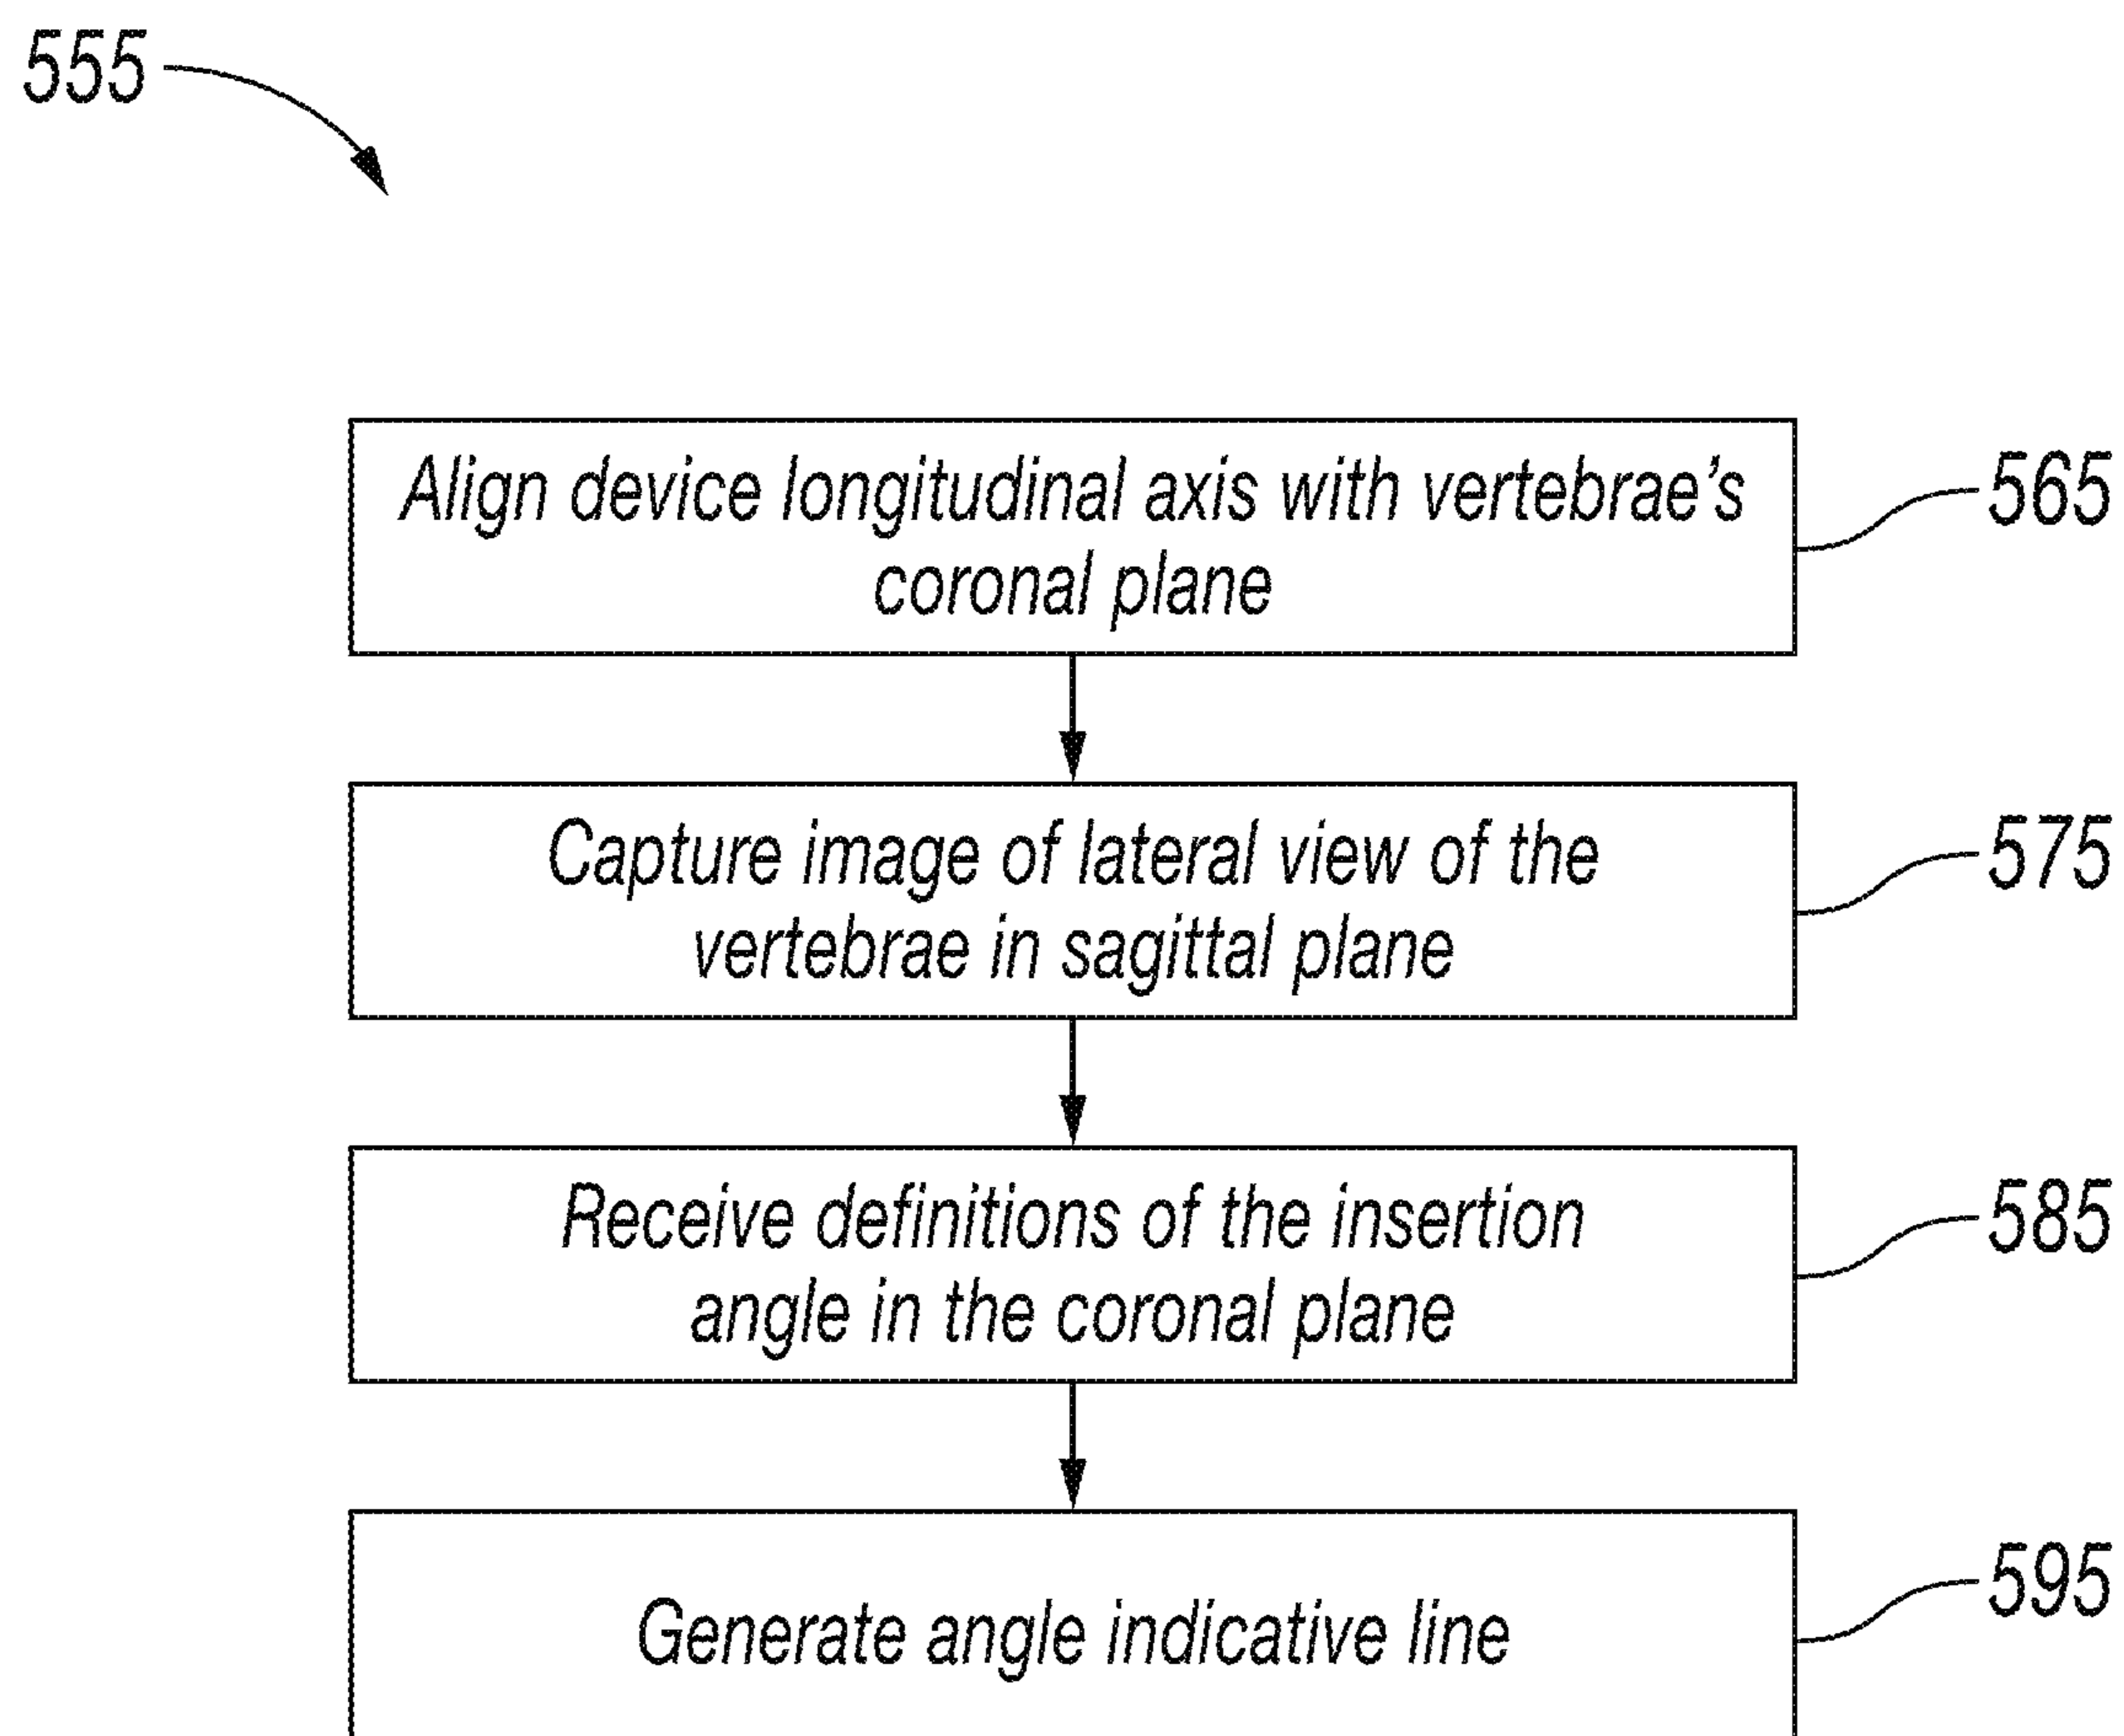 555
Align device longitudinal axis with vertebrae’s
coronal plane
565
Capture image of lateral view of the
vertebrae in sagittal plane
575
Receive definitions of the insertion
angle in the coronal plane
585
Generate angle indicative line
595